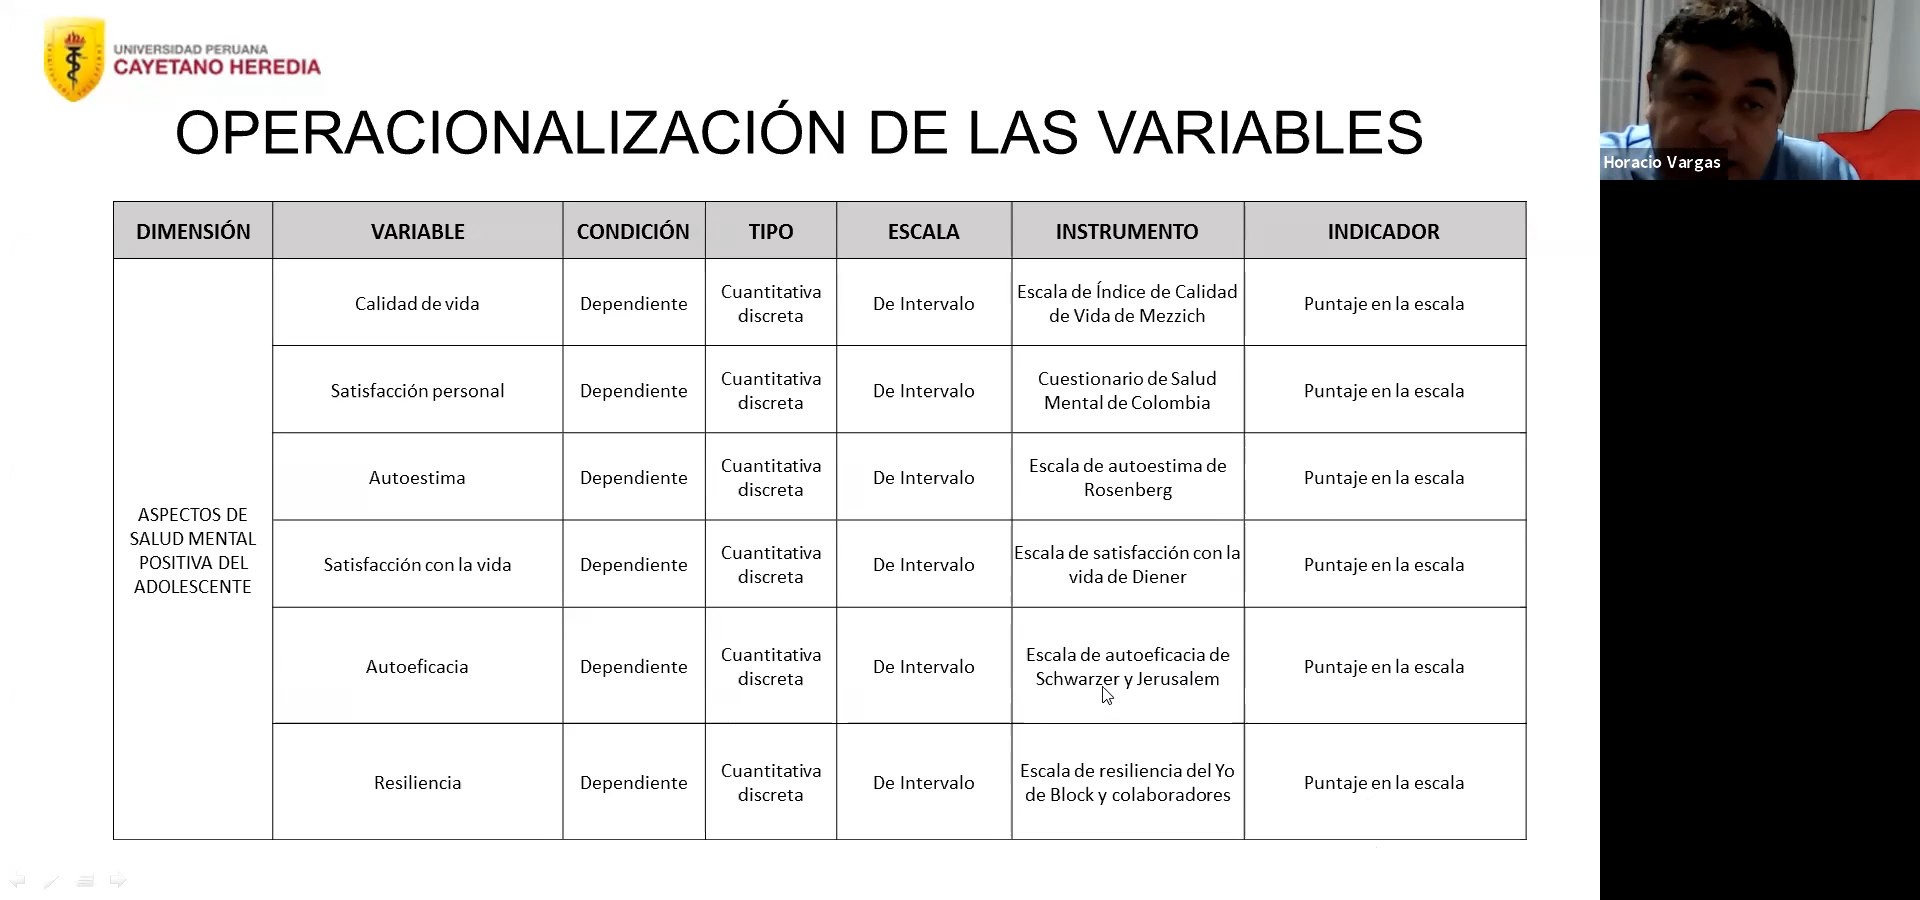 UNIVERSIDAD PERUANA
CAYETANO HEREDIA
OPERACIONALIZACIÓN DE LAS VARIABLES
DIMENSIÓN VARIABLE CONDICIÓN TIPO ESCALA INSTRUMENTO INDICADOR
ASPECTOS DE
SALUD MENTAL
POSITIVA DEL
ADOLESCENTE
Calidad de vida
Dependiente
Cuantitativa
discreta
De Intervalo
Escala de Índice de Calidad
de Vida de Mezzich
Puntaje en la escala
Satisfacción personal
Dependiente
Cuantitativa
discreta
De Intervalo
Cuestionario de Salud
Mental de Colombia
Puntaje en la escala
Autoestima
Dependiente
Cuantitativa
discreta
De Intervalo
Escala de autoestima de
Rosenberg
Puntaje en la escala
Satisfacción con la vida
Dependiente
Cuantitativa
discreta
De Intervalo
Escala de satisfacción con la
vida de Diener
Puntaje en la escala
Autoeficacia
Dependiente
Cuantitativa
discreta
De Intervalo
Escala de autoeficacia de
Schwarzer y Jerusalem
Puntaje en la escala
Resiliencia
Dependiente
Cuantitativa
discreta
De Intervalo
Escala de resiliencia del Yo
de Block y colaboradores
Puntaje en la escala
Horacio Vargas